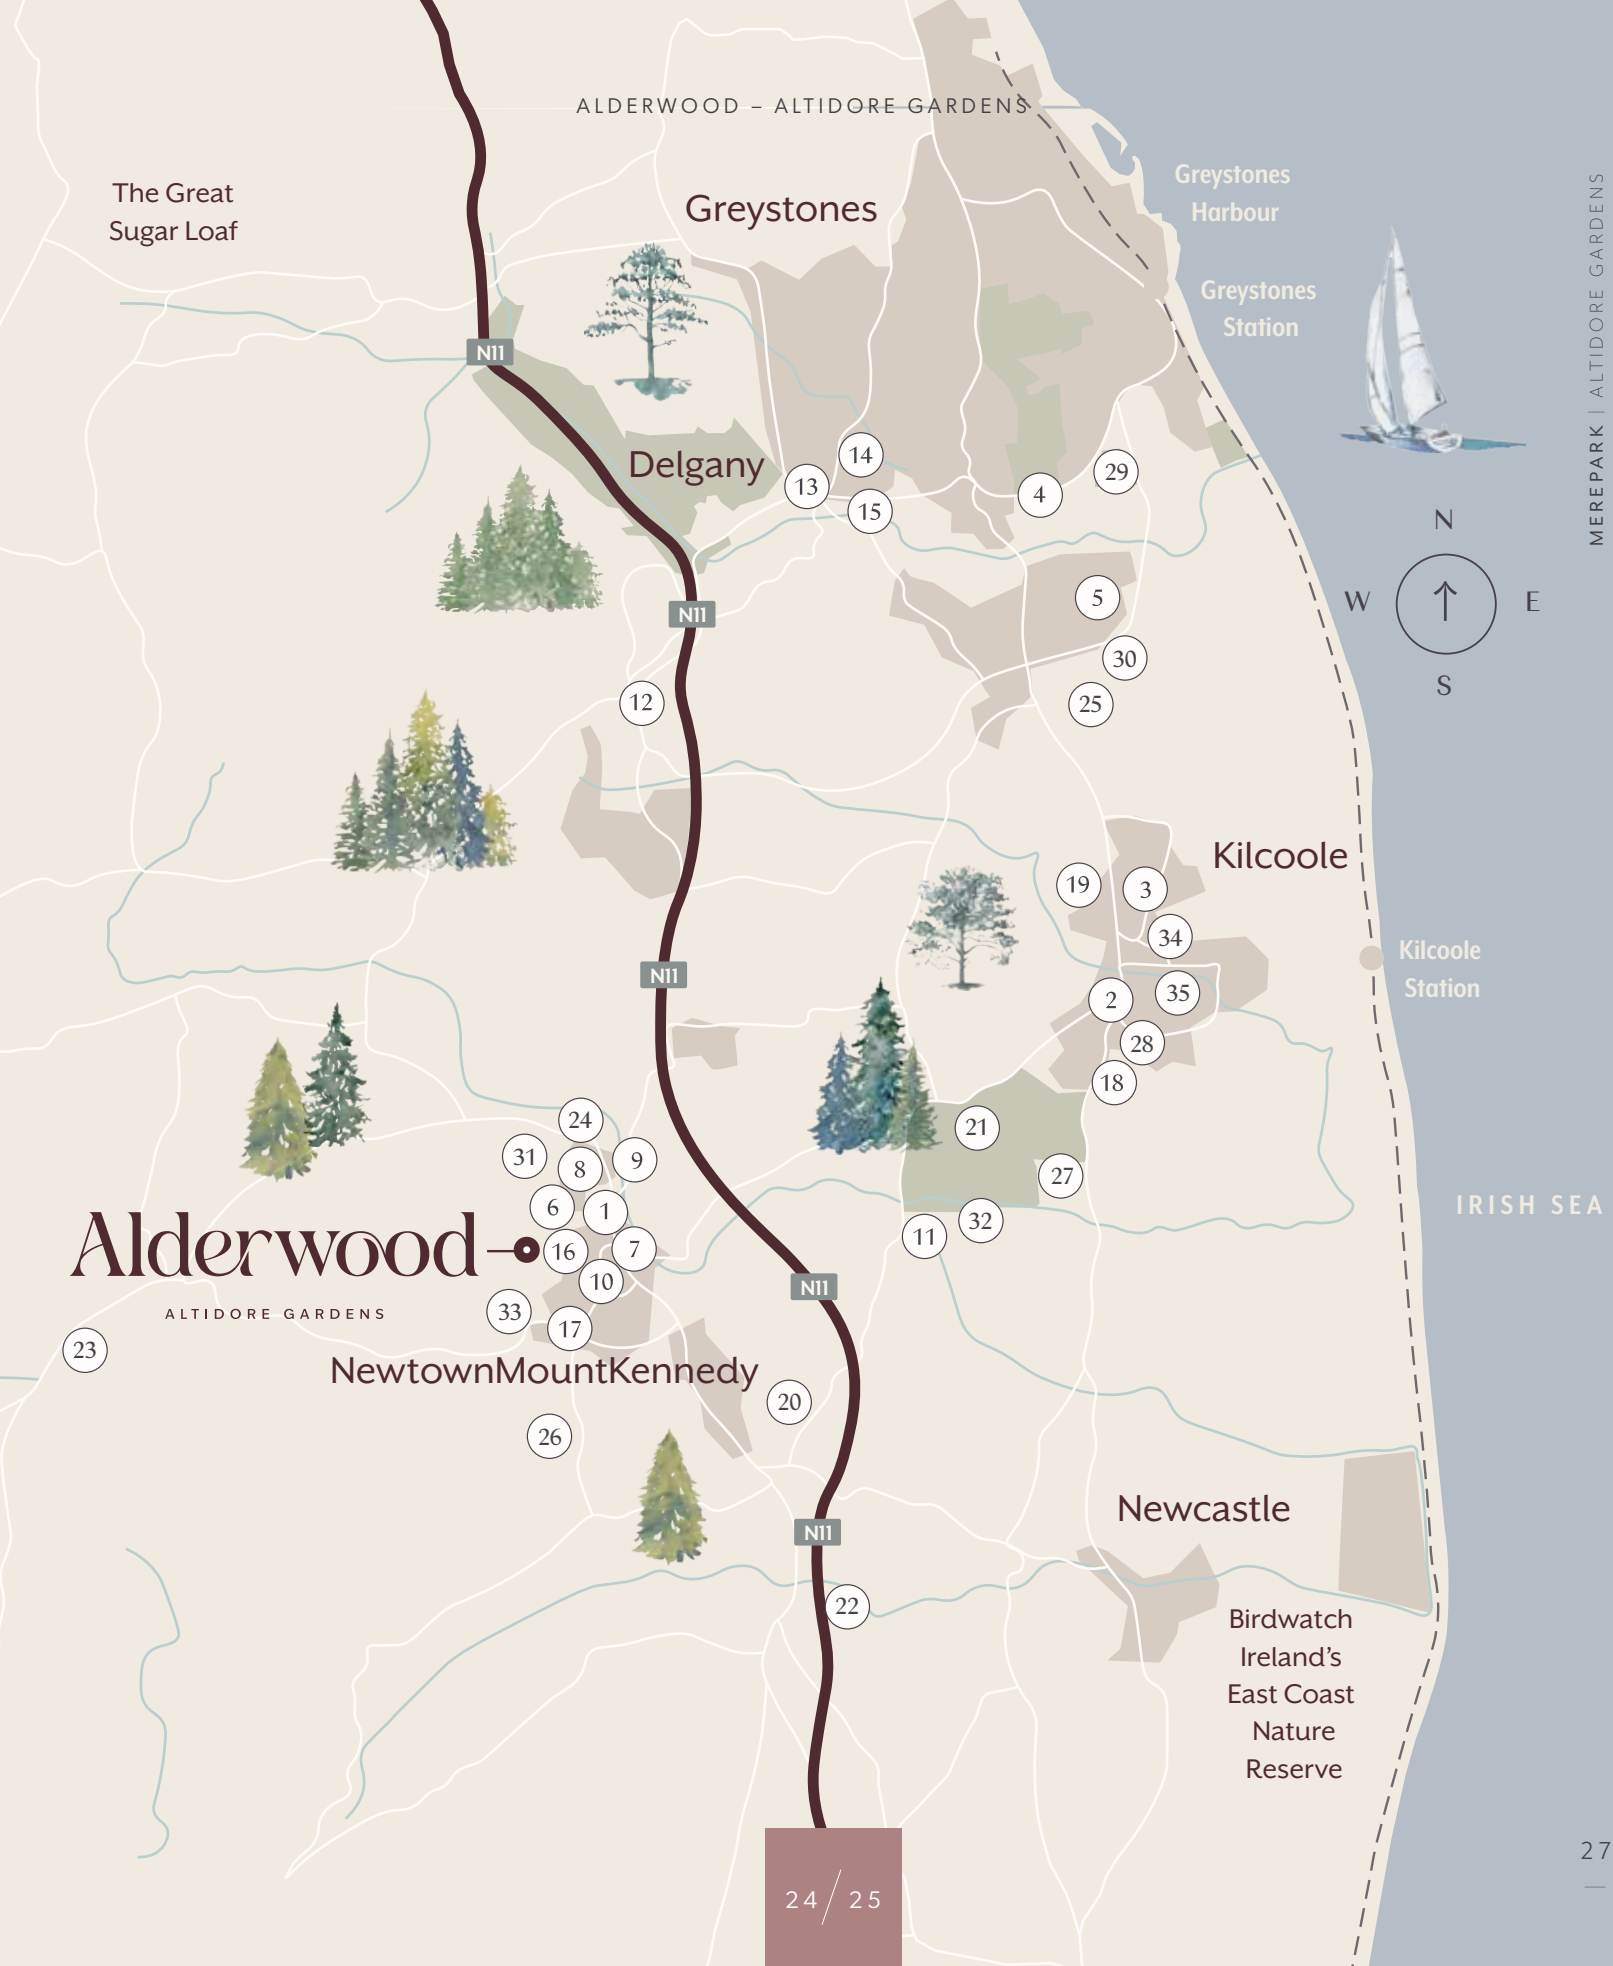 ALDERWOOD – ALTIDORE GARDENS
MEREPARK | ALTIDORE GARDENS
The Great
Sugar Loaf
Greystones
Greystones
Harbour
Greystones
Station
N11
Delgany
14
13
15
4
29
N
W
E
S
5
N11
30
25
12
Kilcoole
19
3
34
Kilcoole
Station
N11
2
35
28
18
24
21
31
8
9
27
6
1
IRISH SEA
32
11
Alderwood
16
7
10
N11
ALTIDORE GARDENS
33
17
23
NewtownMountKennedy
20
26
Newcastle
N11
22
Birdwatch
Ireland’s
East Coast
Nature
Reserve
27
24 / 25